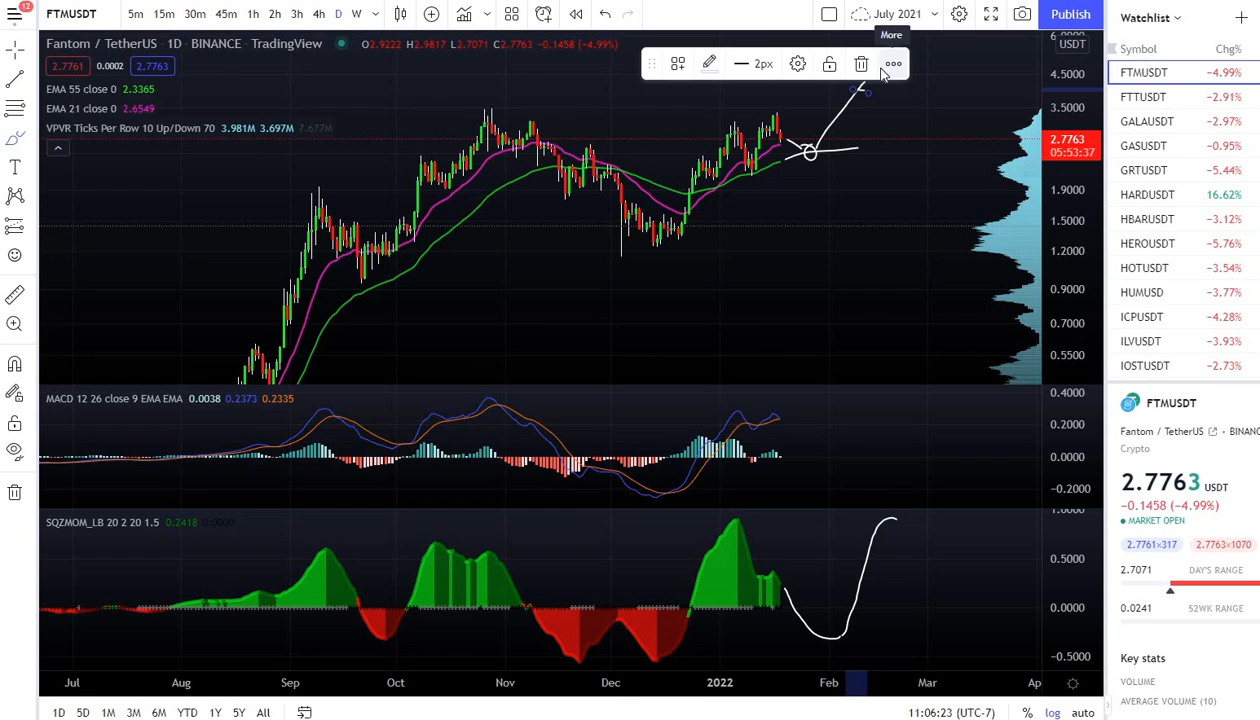 12
FTMUSDT
5m 15m 30m 45m 1h 2h 3h 4h D W
July 2021
Publish
More
Fantom / TetherUS · 1D · BINANCE · TradingView
O2.9222 H2.9817 L2.7071 C2.7763 −0.1458 (−4.99%)
2.7761 0.0002 2.7763
EMA 55 close 0 2.3365
EMA 21 close 0 2.6549
VPVR Ticks Per Row 10 Up/Down 70 3.981M 3.697M 7.677M
2px
USDT
4.5000
3.5000
2.7763
05:53:37
1.9000
1.5000
1.2000
0.9000
0.7000
0.5500
MACD 12 26 close 9 EMA EMA 0.0038 0.2373 0.2335
0.4000
0.2000
0.0000
−0.2000
SQZMOM_LB 20 2 20 1.5 0.2418 0.0000
1.0000
0.5000
0.0000
−0.5000
Jul Aug Sep Oct Nov Dec 2022 Feb Mar Ap
1D 5D 1M 3M 6M YTD 1Y 5Y All
11:06:23 (UTC-7) % log auto
Watchlist
Symbol Chg%
FTMUSDT −4.99%
FTTUSDT −2.91%
GALAUSDT −2.97%
GASUSDT −0.95%
GRTUSDT −5.44%
HARDUSDT 16.62%
HBARUSDT −3.12%
HEROUSDT −5.76%
HOTUSDT −3.54%
HUMUSD −3.77%
ICPUSDT −4.28%
ILVUSDT −3.93%
IOSTUSDT −2.73%
FTMUSDT
Fantom / TetherUS BINANC
Crypto
2.7763 USDT
−0.1458 (−4.99%)
MARKET OPEN
2.7761×317 2.7763×1070
2.7071 DAY'S RANGE
0.0241 52WK RANGE
Key stats
VOLUME
AVERAGE VOLUME (10)